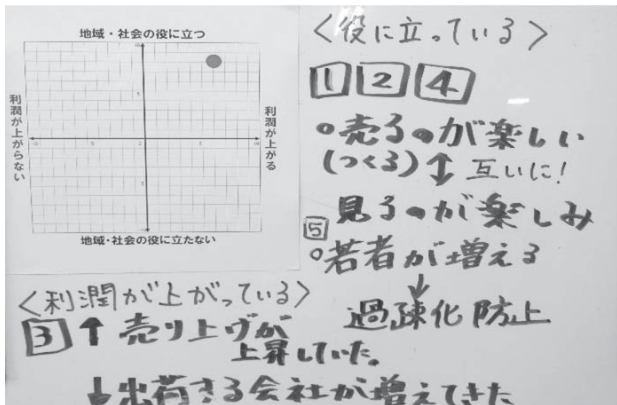 地域・社会の役に立つ
利潤が上がらない
利潤が上がる
地域・社会の役に立たない
<役に立っている>
1 2 4
○売るのが楽しい
(つくる)↕互いに!
見るのが楽しみ
5
○若者が増える
↓
過疎化防止
<利潤が上がっている>
3 ↑売り上げが
上昇していた。
出荷する会社が増えてきた